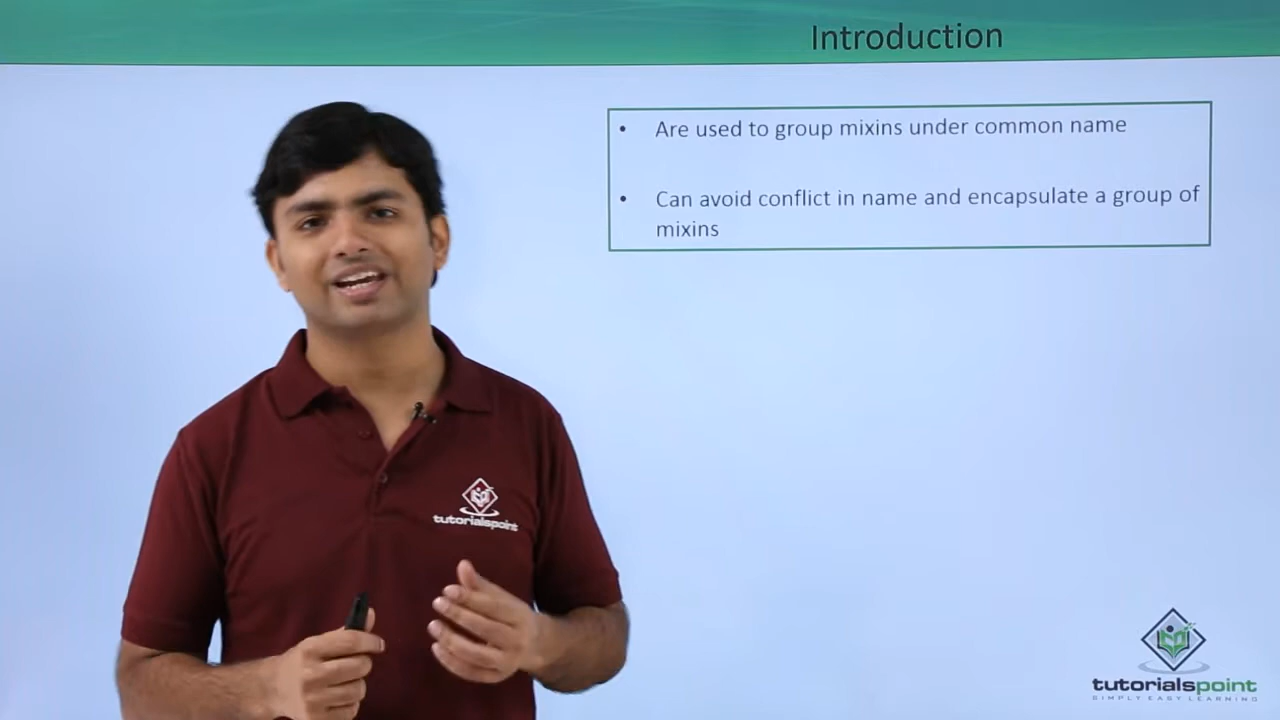 Introduction
• Are used to group mixins under common name
• Can avoid conflict in name and encapsulate a group of
mixins
tutorialspoint
tutorialspoint
SIMPLY EASY LEARNING